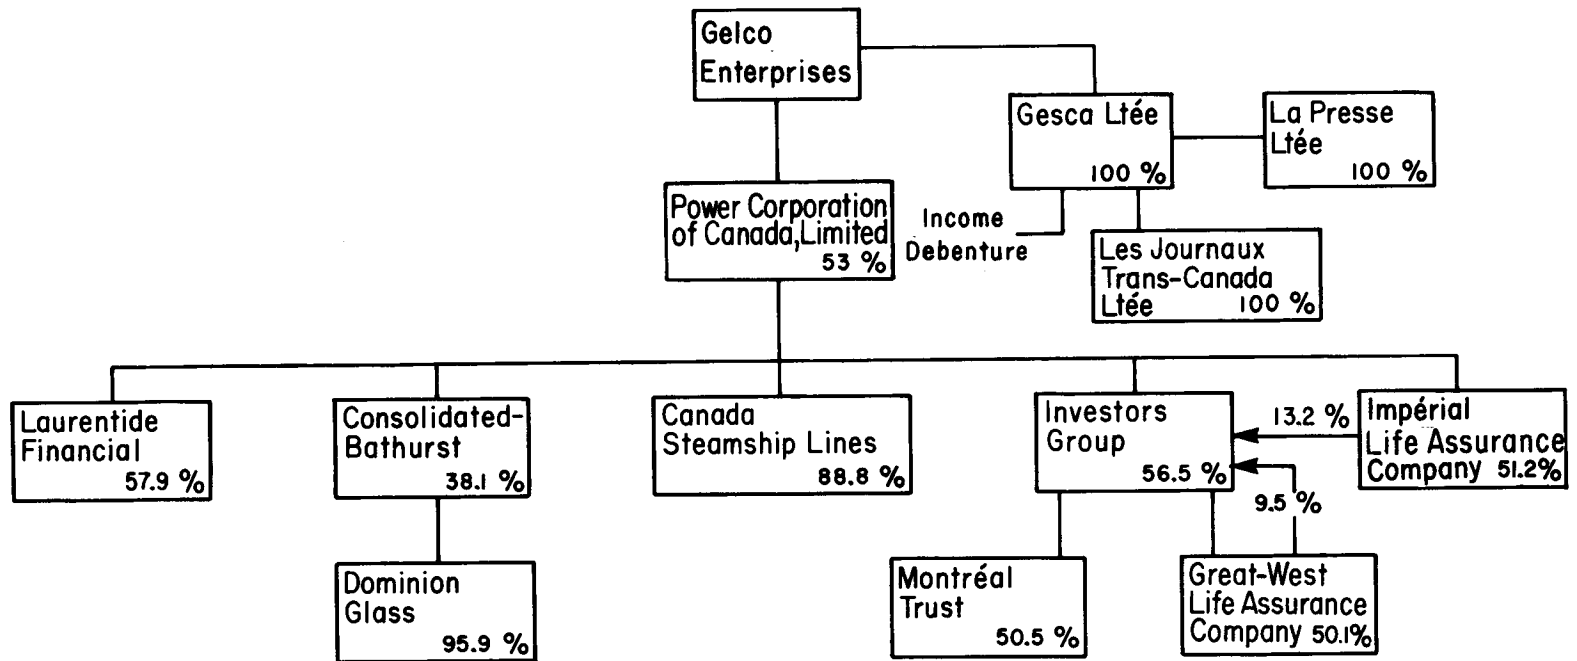 Gelco
Enterprises
Gesca Ltée
100 %
La Presse
Ltée
100 %
Power Corporation
of Canada, Limited
53 %
Income
Debenture
Les Journaux
Trans-Canada
Ltée 100 %
Laurentide
Financial
57.9 %
Consolidated-
Bathurst
38.1 %
Canada
Steamship Lines
88.8 %
Investors
Group
56.5 %
13.2 %
Impérial
Life Assurance
Company 51.2%
9.5 %
Dominion
Glass
95.9 %
Montréal
Trust
50.5 %
Great-West
Life Assurance
Company 50.1%